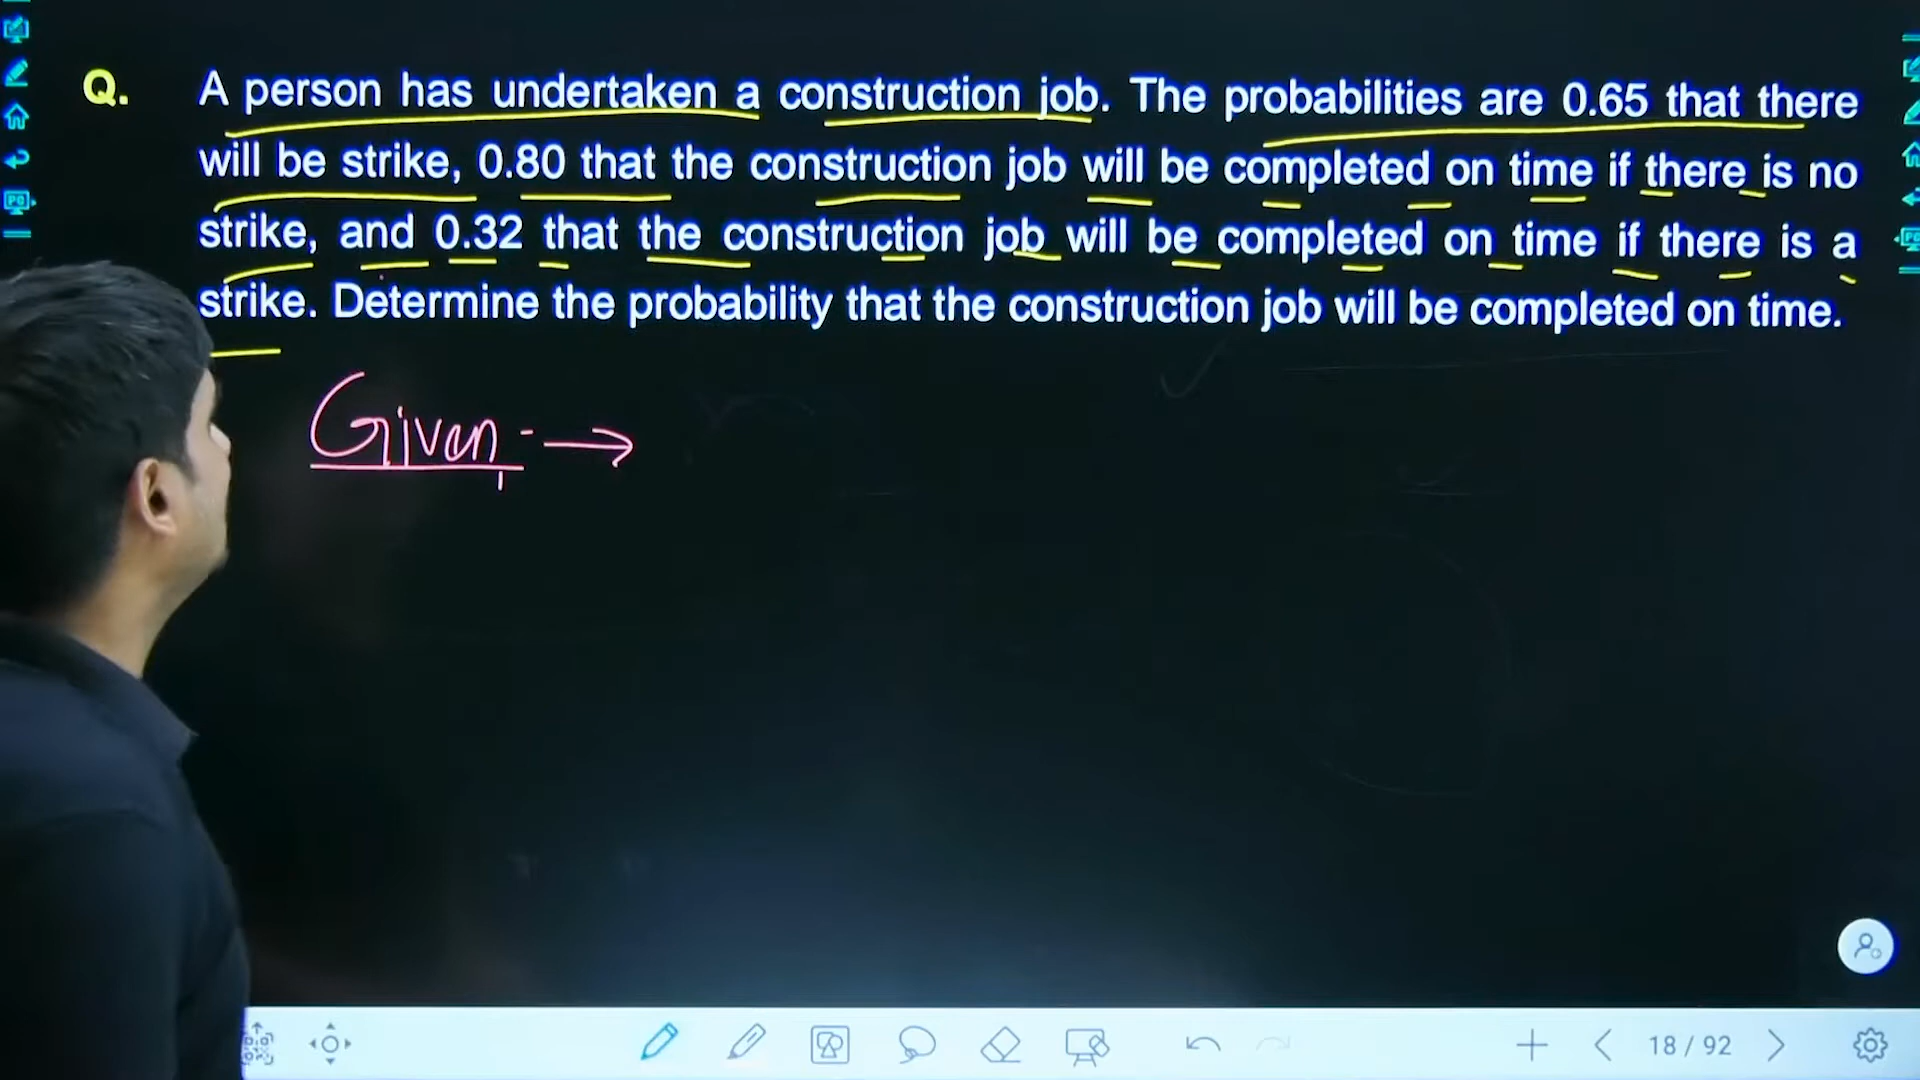 Q. A person has undertaken a construction job. The probabilities are 0.65 that there
will be strike, 0.80 that the construction job will be completed on time if there is no
strike, and 0.32 that the construction job will be completed on time if there is a
strike. Determine the probability that the construction job will be completed on time.
Given :- →
18 / 92